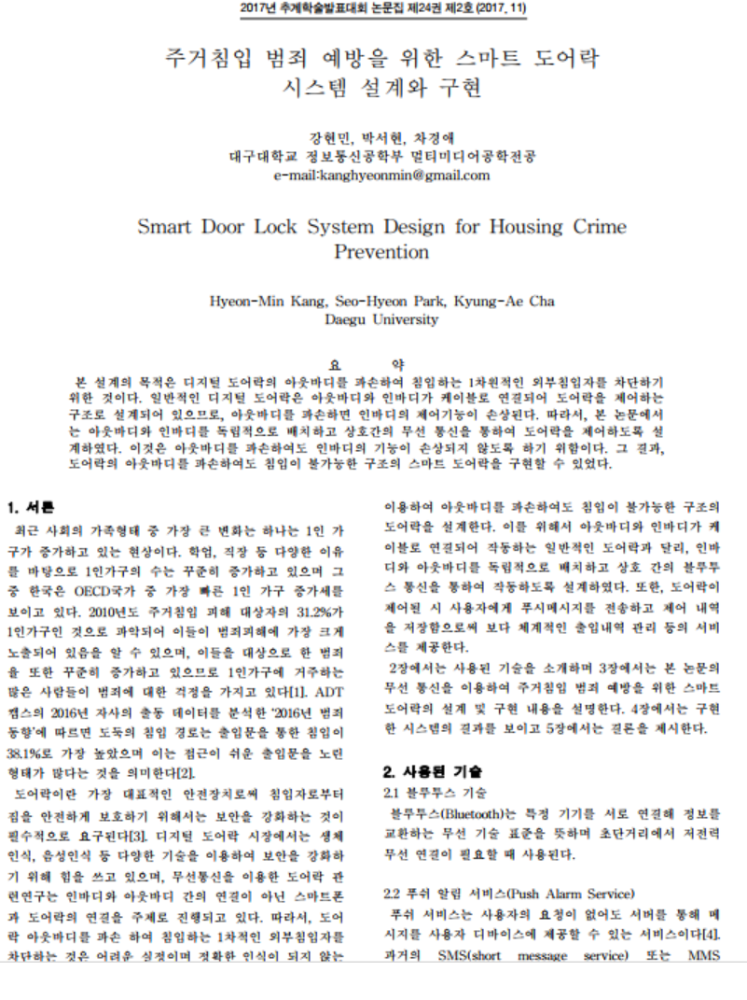 2017년 추계학술발표대회 논문집 제24권 제2호 (2017. 11)
주거침입 범죄 예방을 위한 스마트 도어락
시스템 설계와 구현
강현민, 박서현, 차경애
대구대학교 정보통신공학부 멀티미디어공학전공
e-mail:kanghyeonmin@gmail.com
Smart Door Lock System Design for Housing Crime
Prevention
Hyeon-Min Kang, Seo-Hyeon Park, Kyung-Ae Cha
Daegu University
요 약
본 설계의 목적은 디지털 도어락의 아웃바디를 파손하여 침입하는 1차원적인 외부침입자를 차단하기
위한 것이다. 일반적인 디지털 도어락은 아웃바디와 인바디가 케이블로 연결되어 도어락을 제어하는
구조로 설계되어 있으므로, 아웃바디를 파손하면 인바디의 제어기능이 손상된다. 따라서, 본 논문에서
는 아웃바디와 인바디를 독립적으로 배치하고 상호간의 무선 통신을 통하여 도어락을 제어하도록 설
계하였다. 이것은 아웃바디를 파손하여도 인바디의 기능이 손상되지 않도록 하기 위함이다. 그 결과,
도어락의 아웃바디를 파손하여도 침입이 불가능한 구조의 스마트 도어락을 구현할 수 있었다.
1. 서론
최근 사회의 가족형태 중 가장 큰 변화는 하나는 1인 가
구가 증가하고 있는 현상이다. 학업, 직장 등 다양한 이유
를 바탕으로 1인가구의 수는 꾸준히 증가하고 있으며 그
중 한국은 OECD국가 중 가장 빠른 1인 가구 증가세를
보이고 있다. 2010년도 주거침입 피해 대상자의 31.2%가
1인가구인 것으로 파악되어 이들이 범죄피해에 가장 크게
노출되어 있음을 알 수 있으며, 이들을 대상으로 한 범죄
율 또한 꾸준히 증가하고 있으므로 1인가구에 거주하는
많은 사람들이 범죄에 대한 걱정을 가지고 있다[1]. ADT
캡스의 2016년 자사의 출동 데이터를 분석한 '2016년 범죄
동향'에 따르면 도둑의 침입 경로는 출입문을 통한 침입이
38.1%로 가장 높았으며 이는 접근이 쉬운 출입문을 노린
형태가 많다는 것을 의미한다[2].
도어락이란 가장 대표적인 안전장치로써 침입자로부터
집을 안전하게 보호하기 위해서는 보안을 강화하는 것이
필수적으로 요구된다[3]. 디지털 도어락 시장에서는 생체
인식, 음성인식 등 다양한 기술을 이용하여 보안을 강화하
기 위해 힘을 쓰고 있으며, 무선통신을 이용한 도어락 관
련연구는 인바디와 아웃바디 간의 연결이 아닌 스마트폰
과 도어락의 연결을 주제로 진행되고 있다. 따라서, 도어
락 아웃바디를 파손 하여 침입하는 1차적인 외부침입자를
차단하는 것은 어려운 실정이며 정확한 인식이 되지 않는
이용하여 아웃바디를 파손하여도 침입이 불가능한 구조의
도어락을 설계한다. 이를 위해서 아웃바디와 인바디가 케
이블로 연결되어 작동하는 일반적인 도어락과 달리, 인바
디와 아웃바디를 독립적으로 배치하고 상호 간의 블루투
스 통신을 통하여 작동하도록 설계하였다. 또한, 도어락이
제어될 시 사용자에게 푸시메시지를 전송하고 제어 내역
을 저장함으로써 보다 체계적인 출입내역 관리 등의 서비
스를 제공한다.
2장에서는 사용된 기술을 소개하며 3장에서는 본 논문의
무선 통신을 이용하여 주거침입 범죄 예방을 위한 스마트
도어락의 설계 및 구현 내용을 설명한다. 4장에서는 구현
한 시스템의 결과를 보이고 5장에서는 결론을 제시한다.
2. 사용된 기술
2.1 블루투스 기술
블루투스(Bluetooth)는 특정 기기를 서로 연결해 정보를
교환하는 무선 기술 표준을 뜻하며 초단거리에서 저전력
무선 연결이 필요할 때 사용된다.
2.2 푸쉬 알림 서비스(Push Alarm Service)
푸쉬 서비스는 사용자의 요청이 없어도 서버를 통해 메
시지를 사용자 디바이스에 제공할 수 있는 서비스이다[4].
과거의 SMS(short message service) 또는 MMS